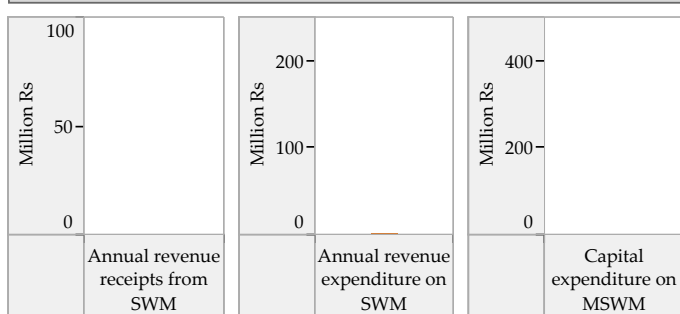 100
50
0
Million Rs
Annual revenue
receipts from
SWM
200
100
0
Million Rs
Annual revenue
expenditure on
SWM
400
200
0
Million Rs
Capital
expenditure on
MSWM